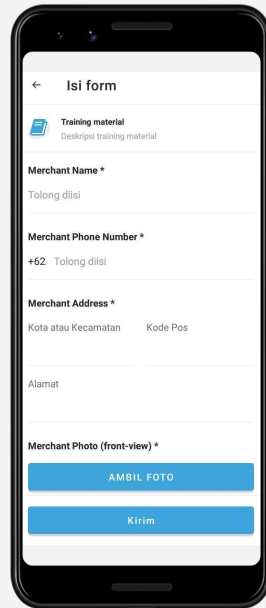 Isi form
Training material
Deskripsi training material
Merchant Name *
Tolong diisi
Merchant Phone Number *
+62 Tolong diisi
Merchant Address *
Kota atau Kecamatan Kode Pos
Alamat
Merchant Photo (front-view) *
AMBIL FOTO
Kirim